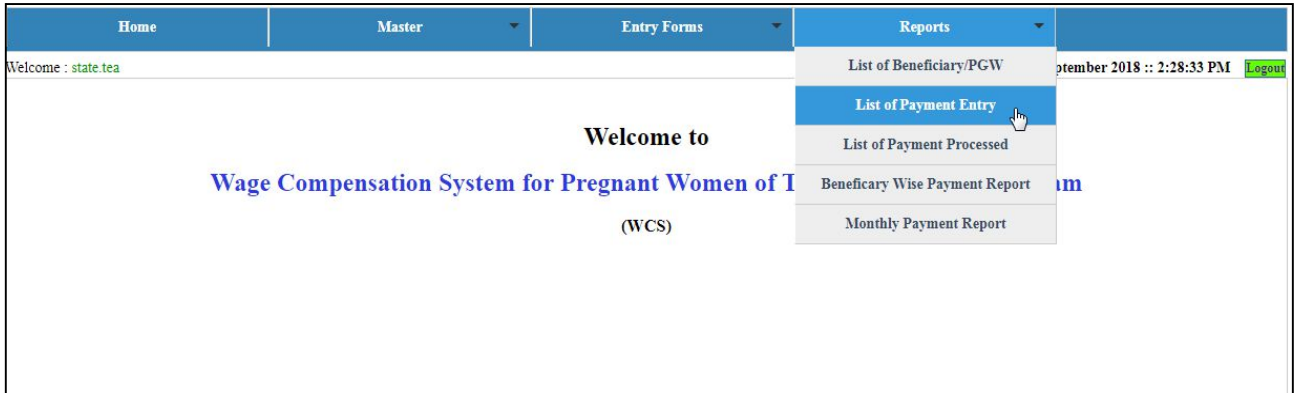 Home Master Entry Forms Reports
Welcome : state.tea 2018 :: 2:28:33 PM Logout
List of Beneficiary/PGW
List of Payment Entry
List of Payment Processed
Beneficary Wise Payment Report
Monthly Payment Report
Welcome to
Wage Compensation System for Pregnant Women of
(WCS)